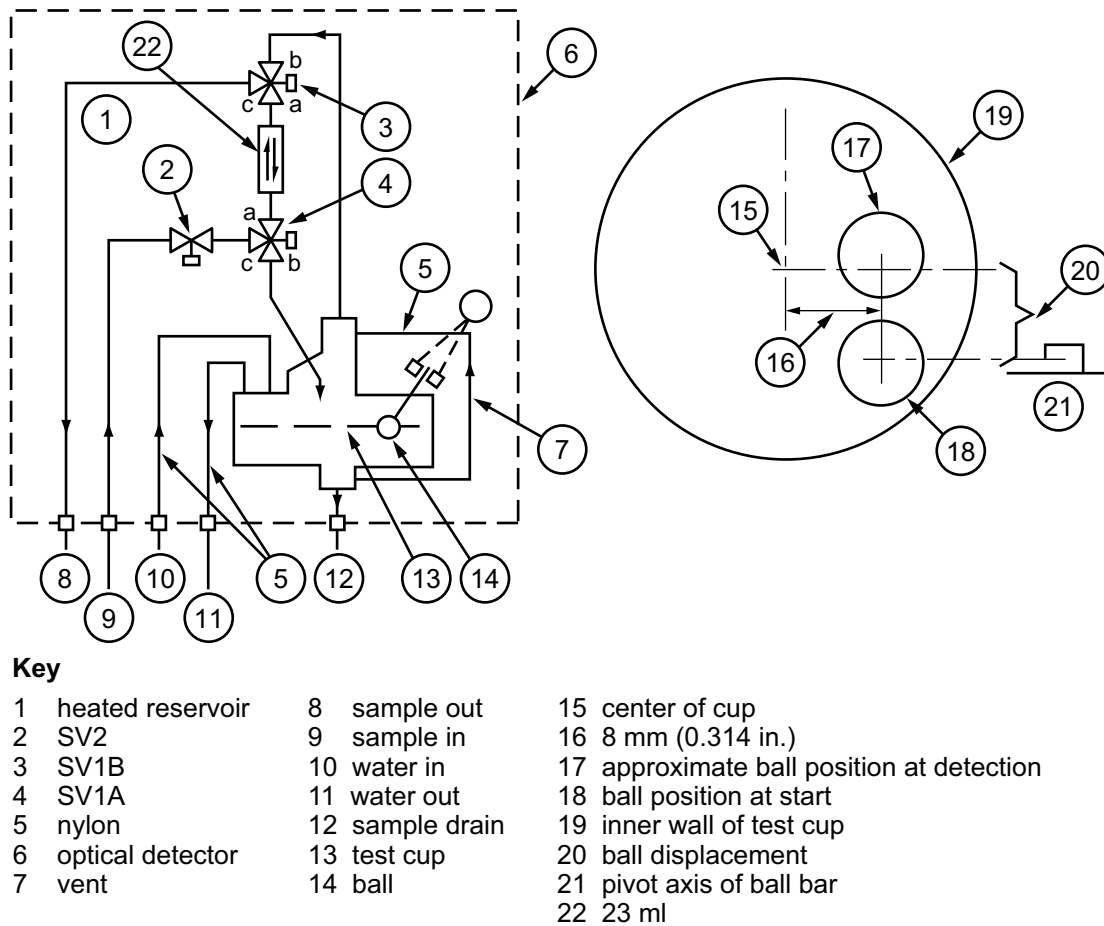 22
b
6
c
a
1
3
2
4
a
c
b
5
7
8
10
5
12
13
14
9
11
19
17
15
20
16
21
18
Key
1 heated reservoir
2 SV2
3 SV1B
4 SV1A
5 nylon
6 optical detector
7 vent
8 sample out
9 sample in
10 water in
11 water out
12 sample drain
13 test cup
14 ball
15 center of cup
16 8 mm (0.314 in.)
17 approximate ball position at detection
18 ball position at start
19 inner wall of test cup
20 ball displacement
21 pivot axis of ball bar
22 23 ml